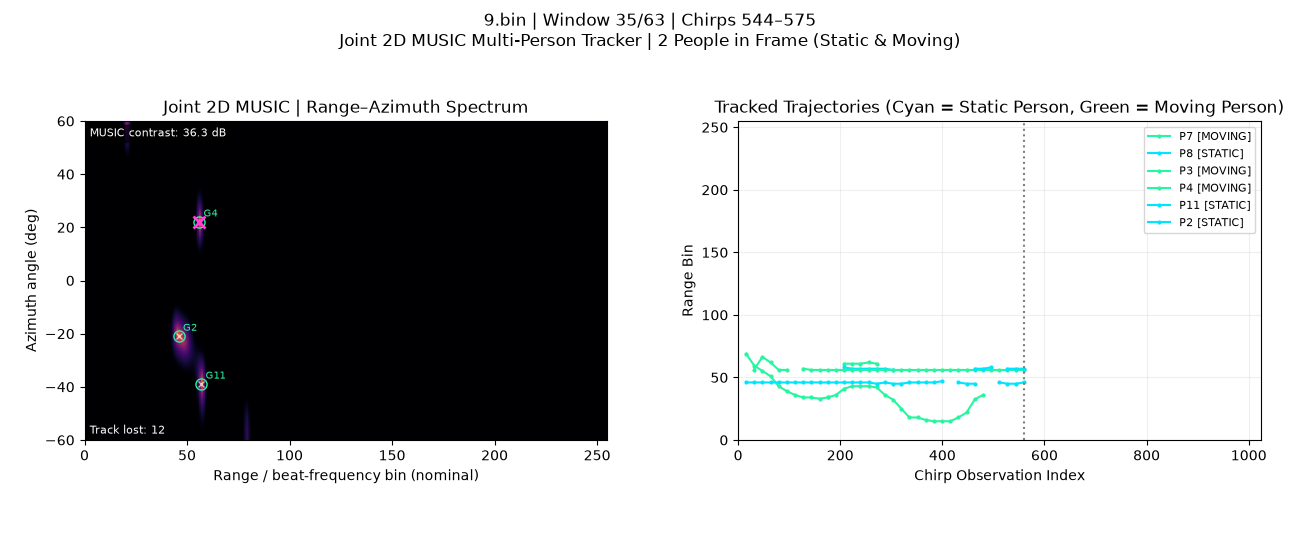 9.bin | Window 35/63 | Chirps 544–575
Joint 2D MUSIC Multi-Person Tracker | 2 People in Frame (Static & Moving)
Joint 2D MUSIC | Range–Azimuth Spectrum
MUSIC contrast: 36.3 dB
G4
G2
G11
Track lost: 12
60
40
20
0
−20
−40
−60
Azimuth angle (deg)
0
50
100
150
200
250
Range / beat-frequency bin (nominal)
Tracked Trajectories (Cyan = Static Person, Green = Moving Person)
P7 [MOVING]
P8 [STATIC]
P3 [MOVING]
P4 [MOVING]
P11 [STATIC]
P2 [STATIC]
250
200
150
100
50
0
Range Bin
0
200
400
600
800
1000
Chirp Observation Index